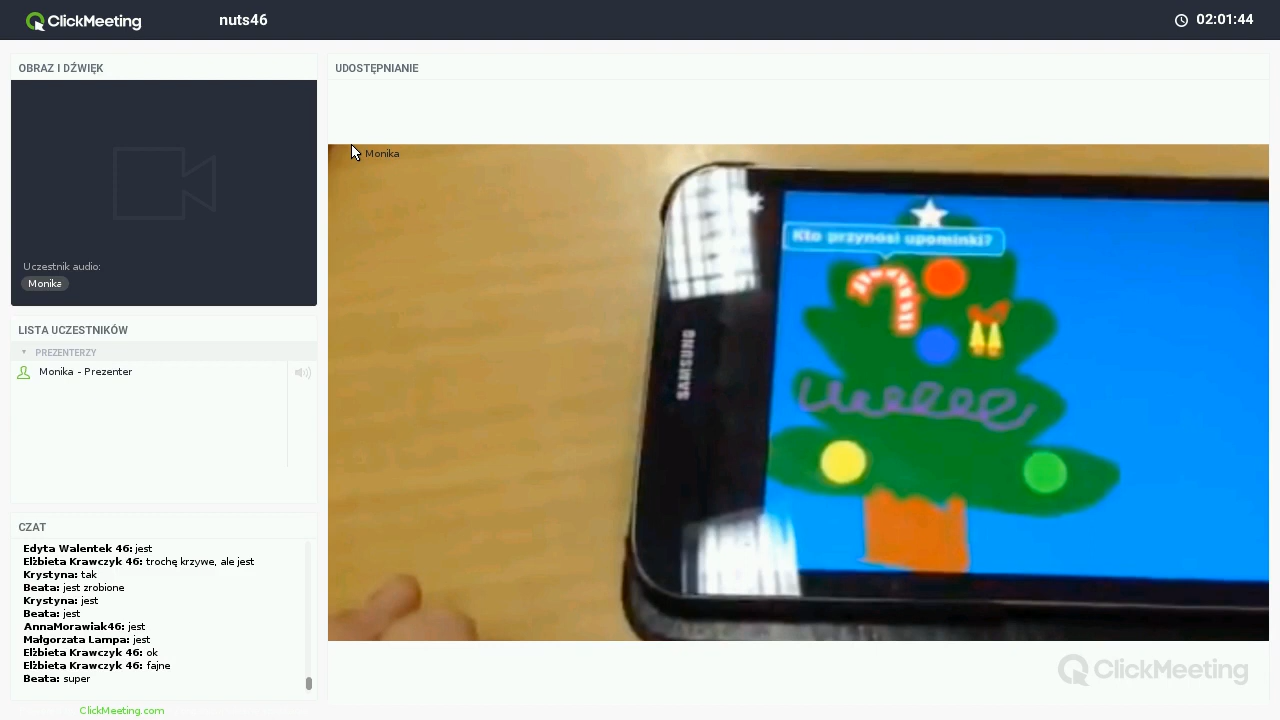 ClickMeeting
nuts46
02:01:44
OBRAZ I DŹWIĘK
Uczestnik audio:
Monika
LISTA UCZESTNIKÓW
PREZENTERZY
Monika - Prezenter
CZAT
Edyta Walentek 46: jest
Elżbieta Krawczyk 46: trochę krzywe, ale jest
Krystyna: tak
Beata: jest zrobione
Krystyna: jest
Beata: jest
AnnaMorawiak46: jest
Małgorzata Lampa: jest
Elżbieta Krawczyk 46: ok
Elżbieta Krawczyk 46: fajne
Beata: super
ClickMeeting.com
UDOSTĘPNIANIE
Monika
Kto przynosi upominki?
SAMSUNG
ClickMeeting